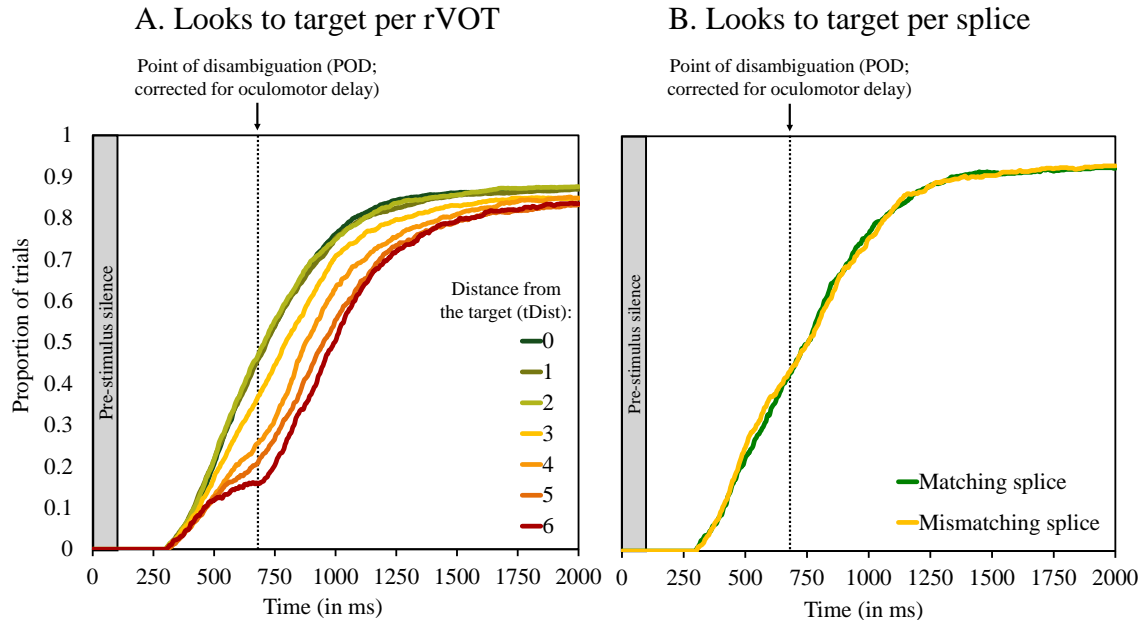 A. Looks to target per rVOT
Point of disambiguation (POD;
corrected for oculomotor delay)
Proportion of trials
1
0.9
0.8
0.7
0.6
0.5
0.4
0.3
0.2
0.1
0
Pre-stimulus silence
Distance from
the target (tDist):
0
1
2
3
4
5
6
0 250 500 750 1000 1250 1500 1750 2000
Time (in ms)
B. Looks to target per splice
Point of disambiguation (POD;
corrected for oculomotor delay)
Pre-stimulus silence
Matching splice
Mismatching splice
0 250 500 750 1000 1250 1500 1750 2000
Time (in ms)